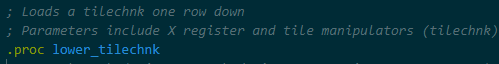 ; Loads a tilechnk one row down
; Parameters include X register and tile manipulators (tilechnk)
.proc lower_tilechnk